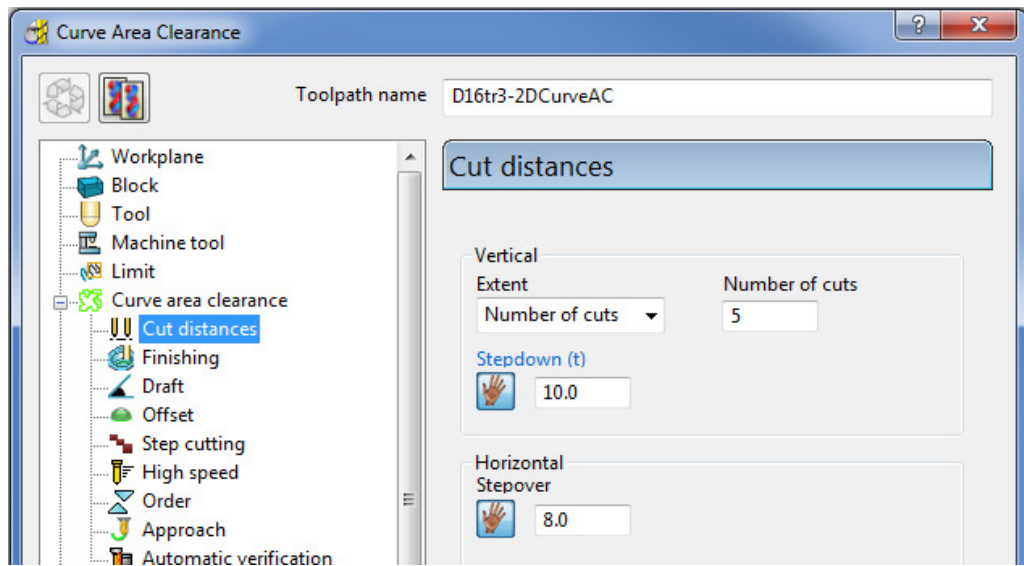 Curve Area Clearance
Toolpath name
D16tr3-2DCurveAC
Workplane
Block
Tool
Machine tool
Limit
Curve area clearance
Cut distances
Finishing
Draft
Offset
Step cutting
High speed
Order
Approach
Automatic verification
Cut distances
Vertical
Extent
Number of cuts
Number of cuts
5
Stepdown (t)
10.0
Horizontal
Stepover
8.0